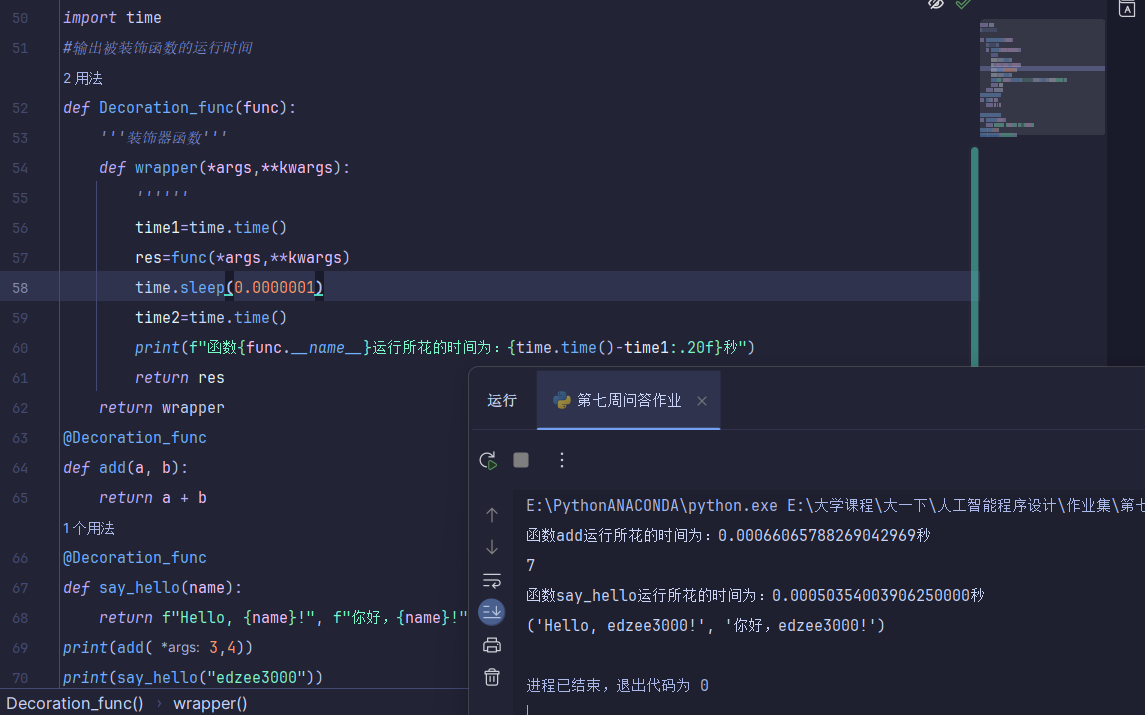 50 import time
51 #输出被装饰函数的运行时间
2 用法
52 def Decoration_func(func):
53 '''装饰器函数'''
54 def wrapper(*args,**kwargs):
55 ''''''
56 time1=time.time()
57 res=func(*args,**kwargs)
58 time.sleep(0.0000001)
59 time2=time.time()
60 print(f"函数{func.__name__}运行所花的时间为：{time.time()-time1:.20f}秒")
61 return res
62 return wrapper
63 @Decoration_func
64 def add(a, b):
65 return a + b
1 个用法
66 @Decoration_func
67 def say_hello(name):
68 return f"Hello, {name}!", f"你好，{name}!"
69 print(add( *args: 3,4))
70 print(say_hello("edzee3000"))
Decoration_func() › wrapper()
运行 第七周问答作业 ×
E:\PythonANACONDA\python.exe E:\大学课程\大一下\人工智能程序设计\作业集\第七
函数add运行所花的时间为：0.00066065788269042969秒
7
函数say_hello运行所花的时间为：0.00050354003906250000秒
('Hello, edzee3000!', '你好，edzee3000!')
进程已结束，退出代码为 0
A